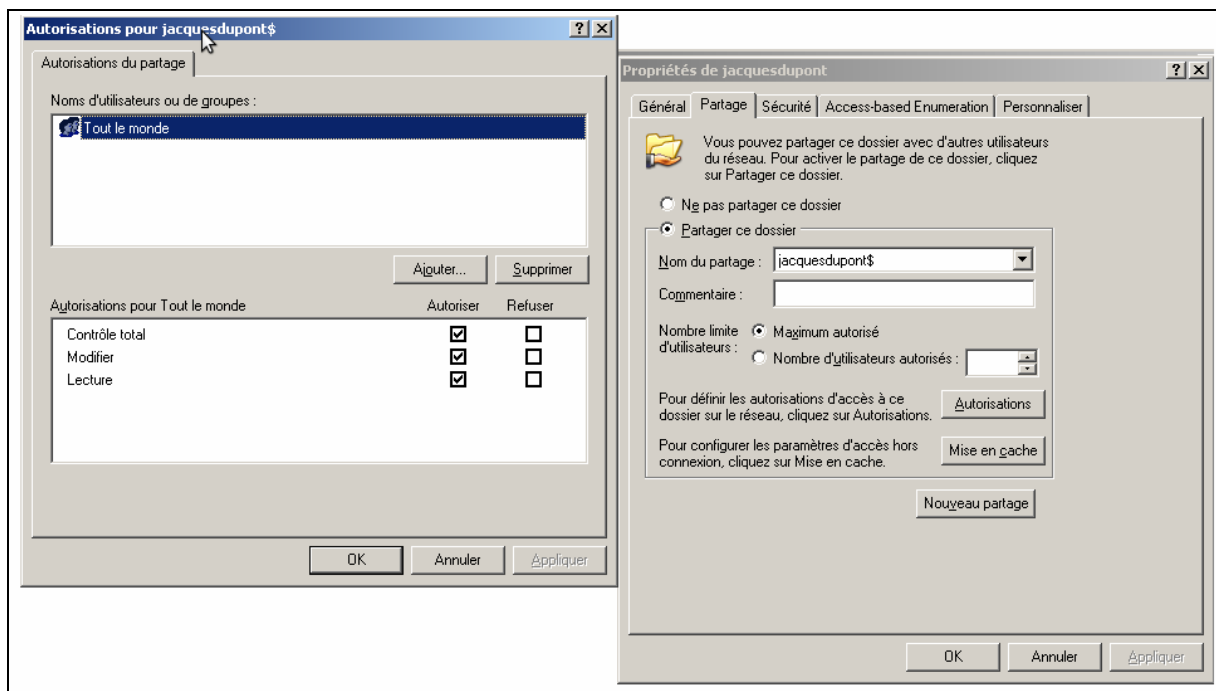 Autorisations pour jacquesdupont$
Autorisations du partage
Noms d'utilisateurs ou de groupes :
Tout le monde
Ajouter...
Supprimer
Autorisations pour Tout le monde Autoriser Refuser
Contrôle total
Modifier
Lecture
OK
Annuler
Appliquer
Propriétés de jacquesdupont
Général Partage Sécurité Access-based Enumeration Personnaliser
Vous pouvez partager ce dossier avec d'autres utilisateurs
du réseau. Pour activer le partage de ce dossier, cliquez
sur Partager ce dossier.
Ne pas partager ce dossier
Partager ce dossier
Nom du partage : jacquesdupont$
Commentaire :
Nombre limite
d'utilisateurs :
Maximum autorisé
Nombre d'utilisateurs autorisés :
Pour définir les autorisations d'accès à ce
dossier sur le réseau, cliquez sur Autorisations.
Autorisations
Pour configurer les paramètres d'accès hors
connexion, cliquez sur Mise en cache.
Mise en cache
Nouveau partage
OK
Annuler
Appliquer